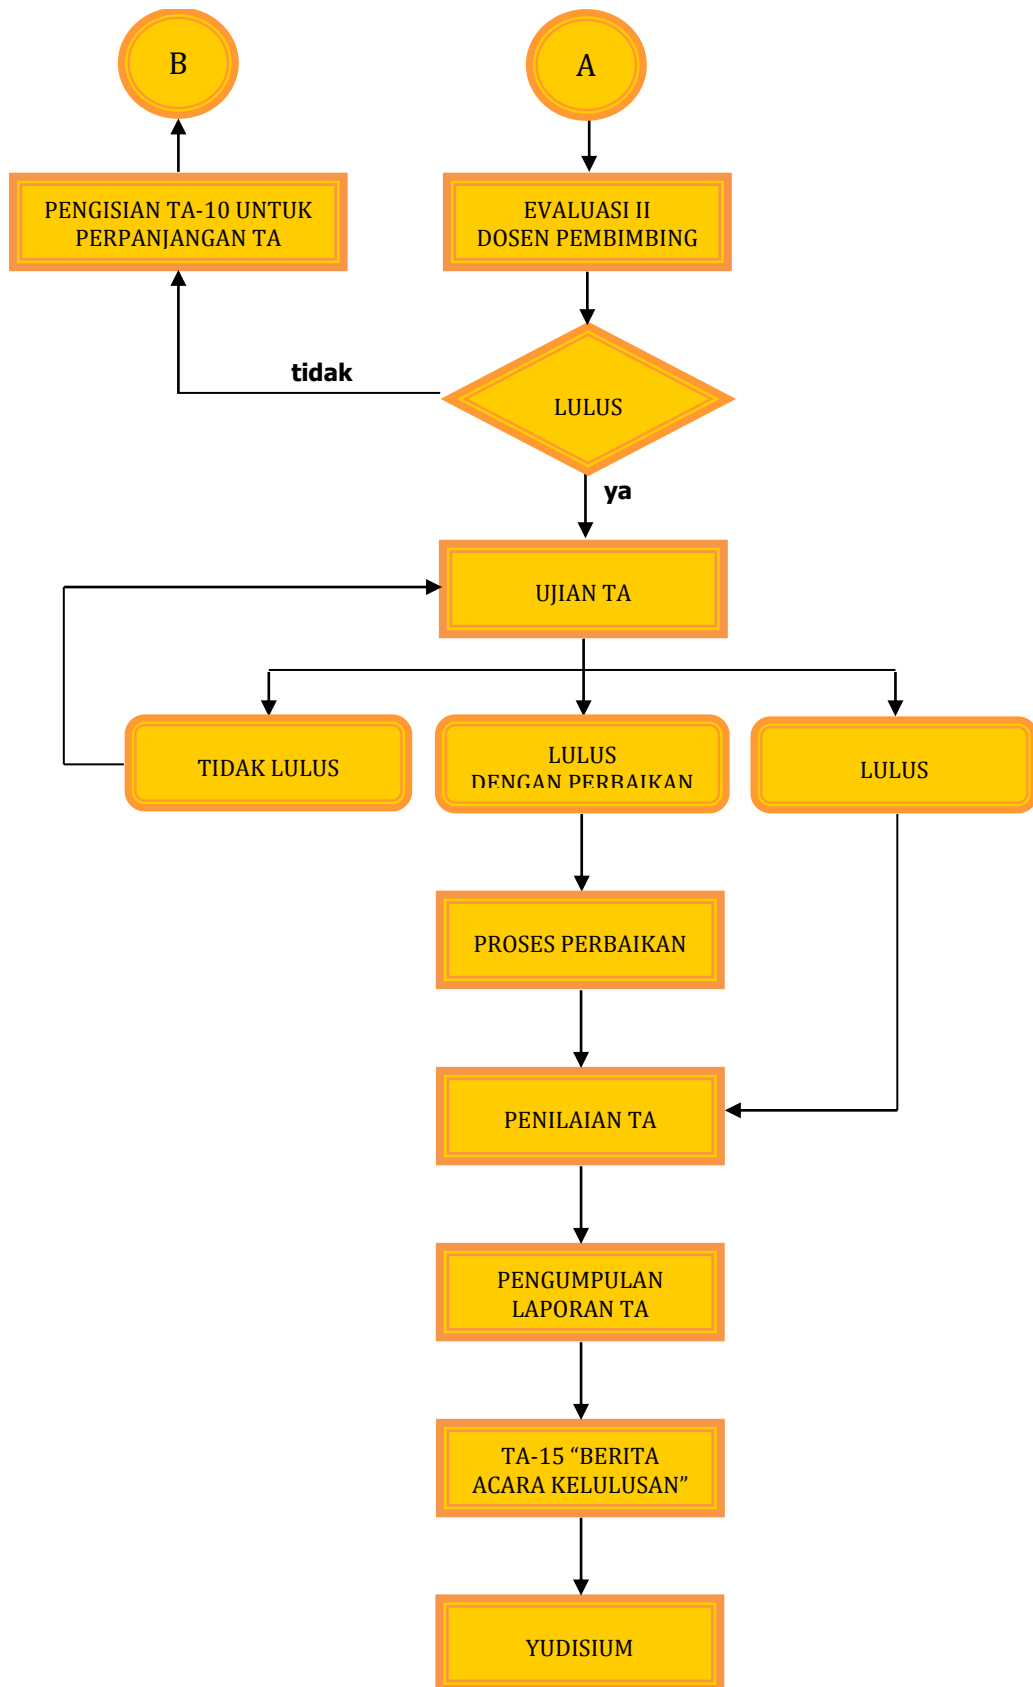 B
A
PENGISIAN TA-10 UNTUK
PERPANJANGAN TA
EVALUASI II
DOSEN PEMBIMBING
tidak
LULUS
ya
UJIAN TA
TIDAK LULUS
LULUS
DENGAN PERBAIKAN
LULUS
PROSES PERBAIKAN
PENILAIAN TA
PENGUMPULAN
LAPORAN TA
TA-15 “BERITA
ACARA KELULUSAN”
YUDISIUM